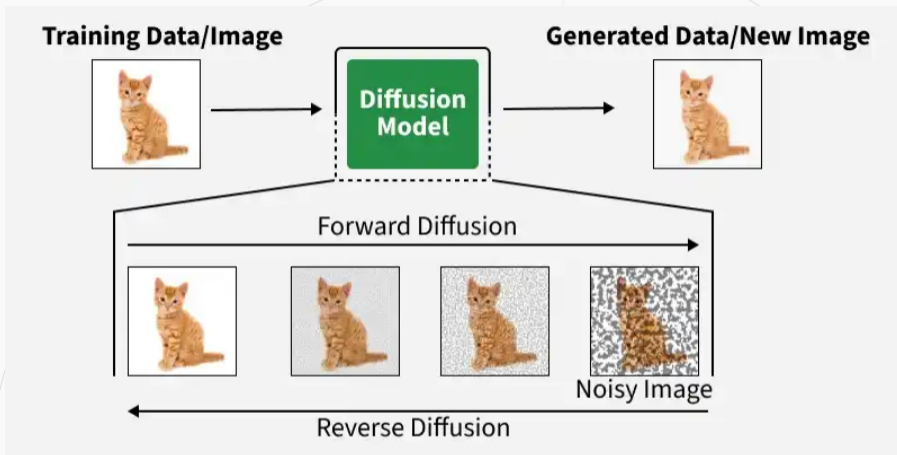 Training Data/Image
Generated Data/New Image
Diffusion
Model
Forward Diffusion
Noisy Image
Reverse Diffusion